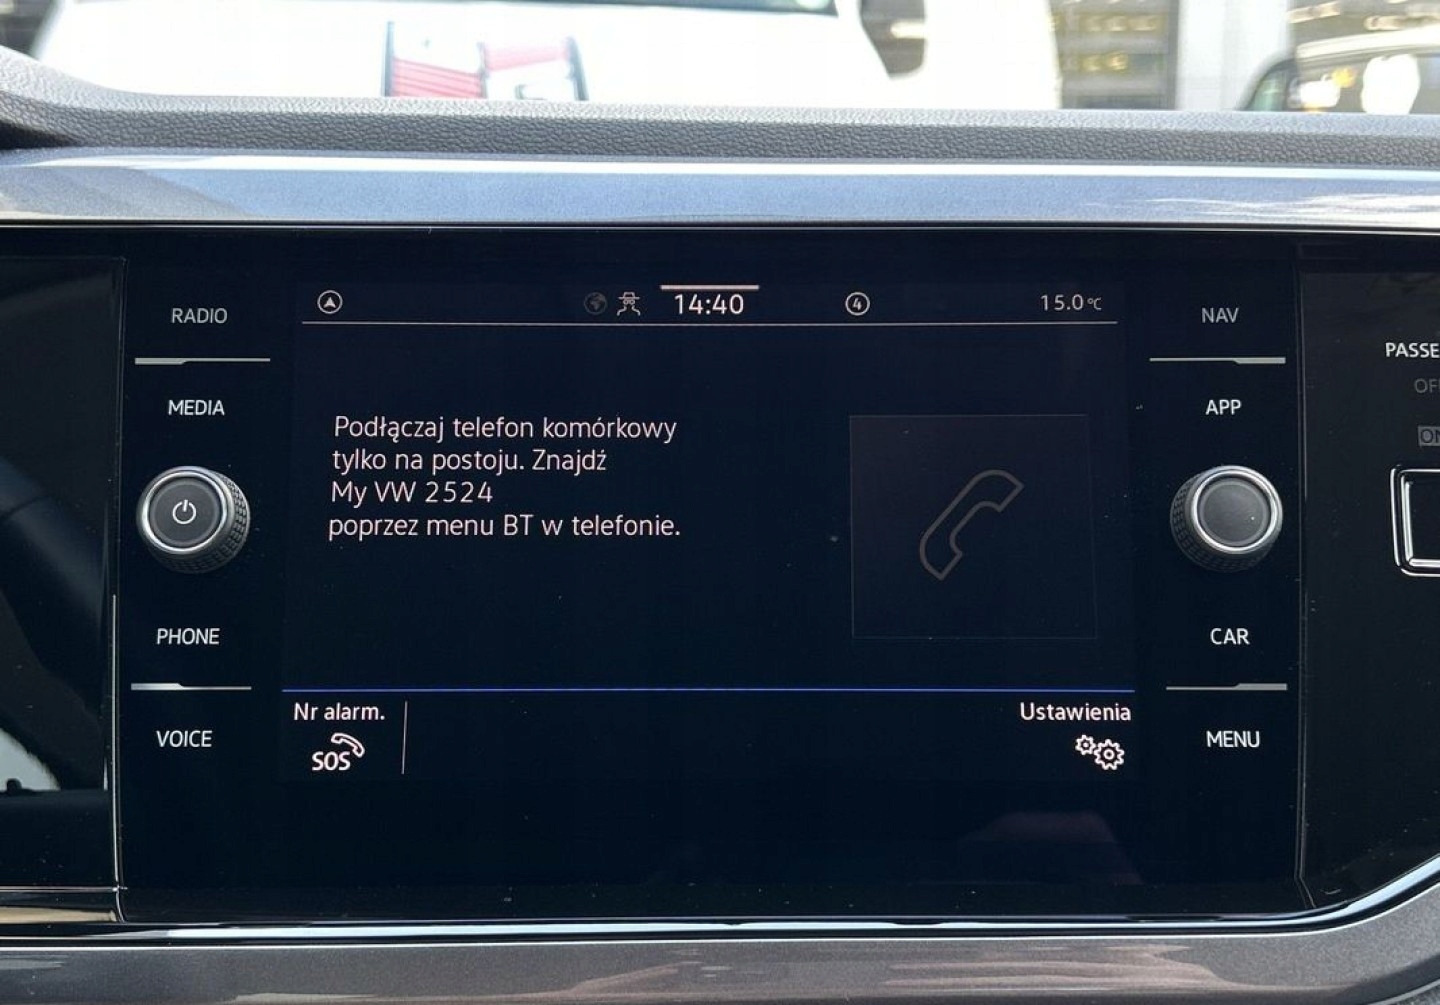 RADIO
14:40
4
15.0°C
NAV
PASSE
MEDIA
APP
Podłączaj telefon komórkowy
tylko na postoju. Znajdź
My VW 2524
poprzez menu BT w telefonie.
PHONE
CAR
Nr alarm.
SOS
Ustawienia
VOICE
MENU